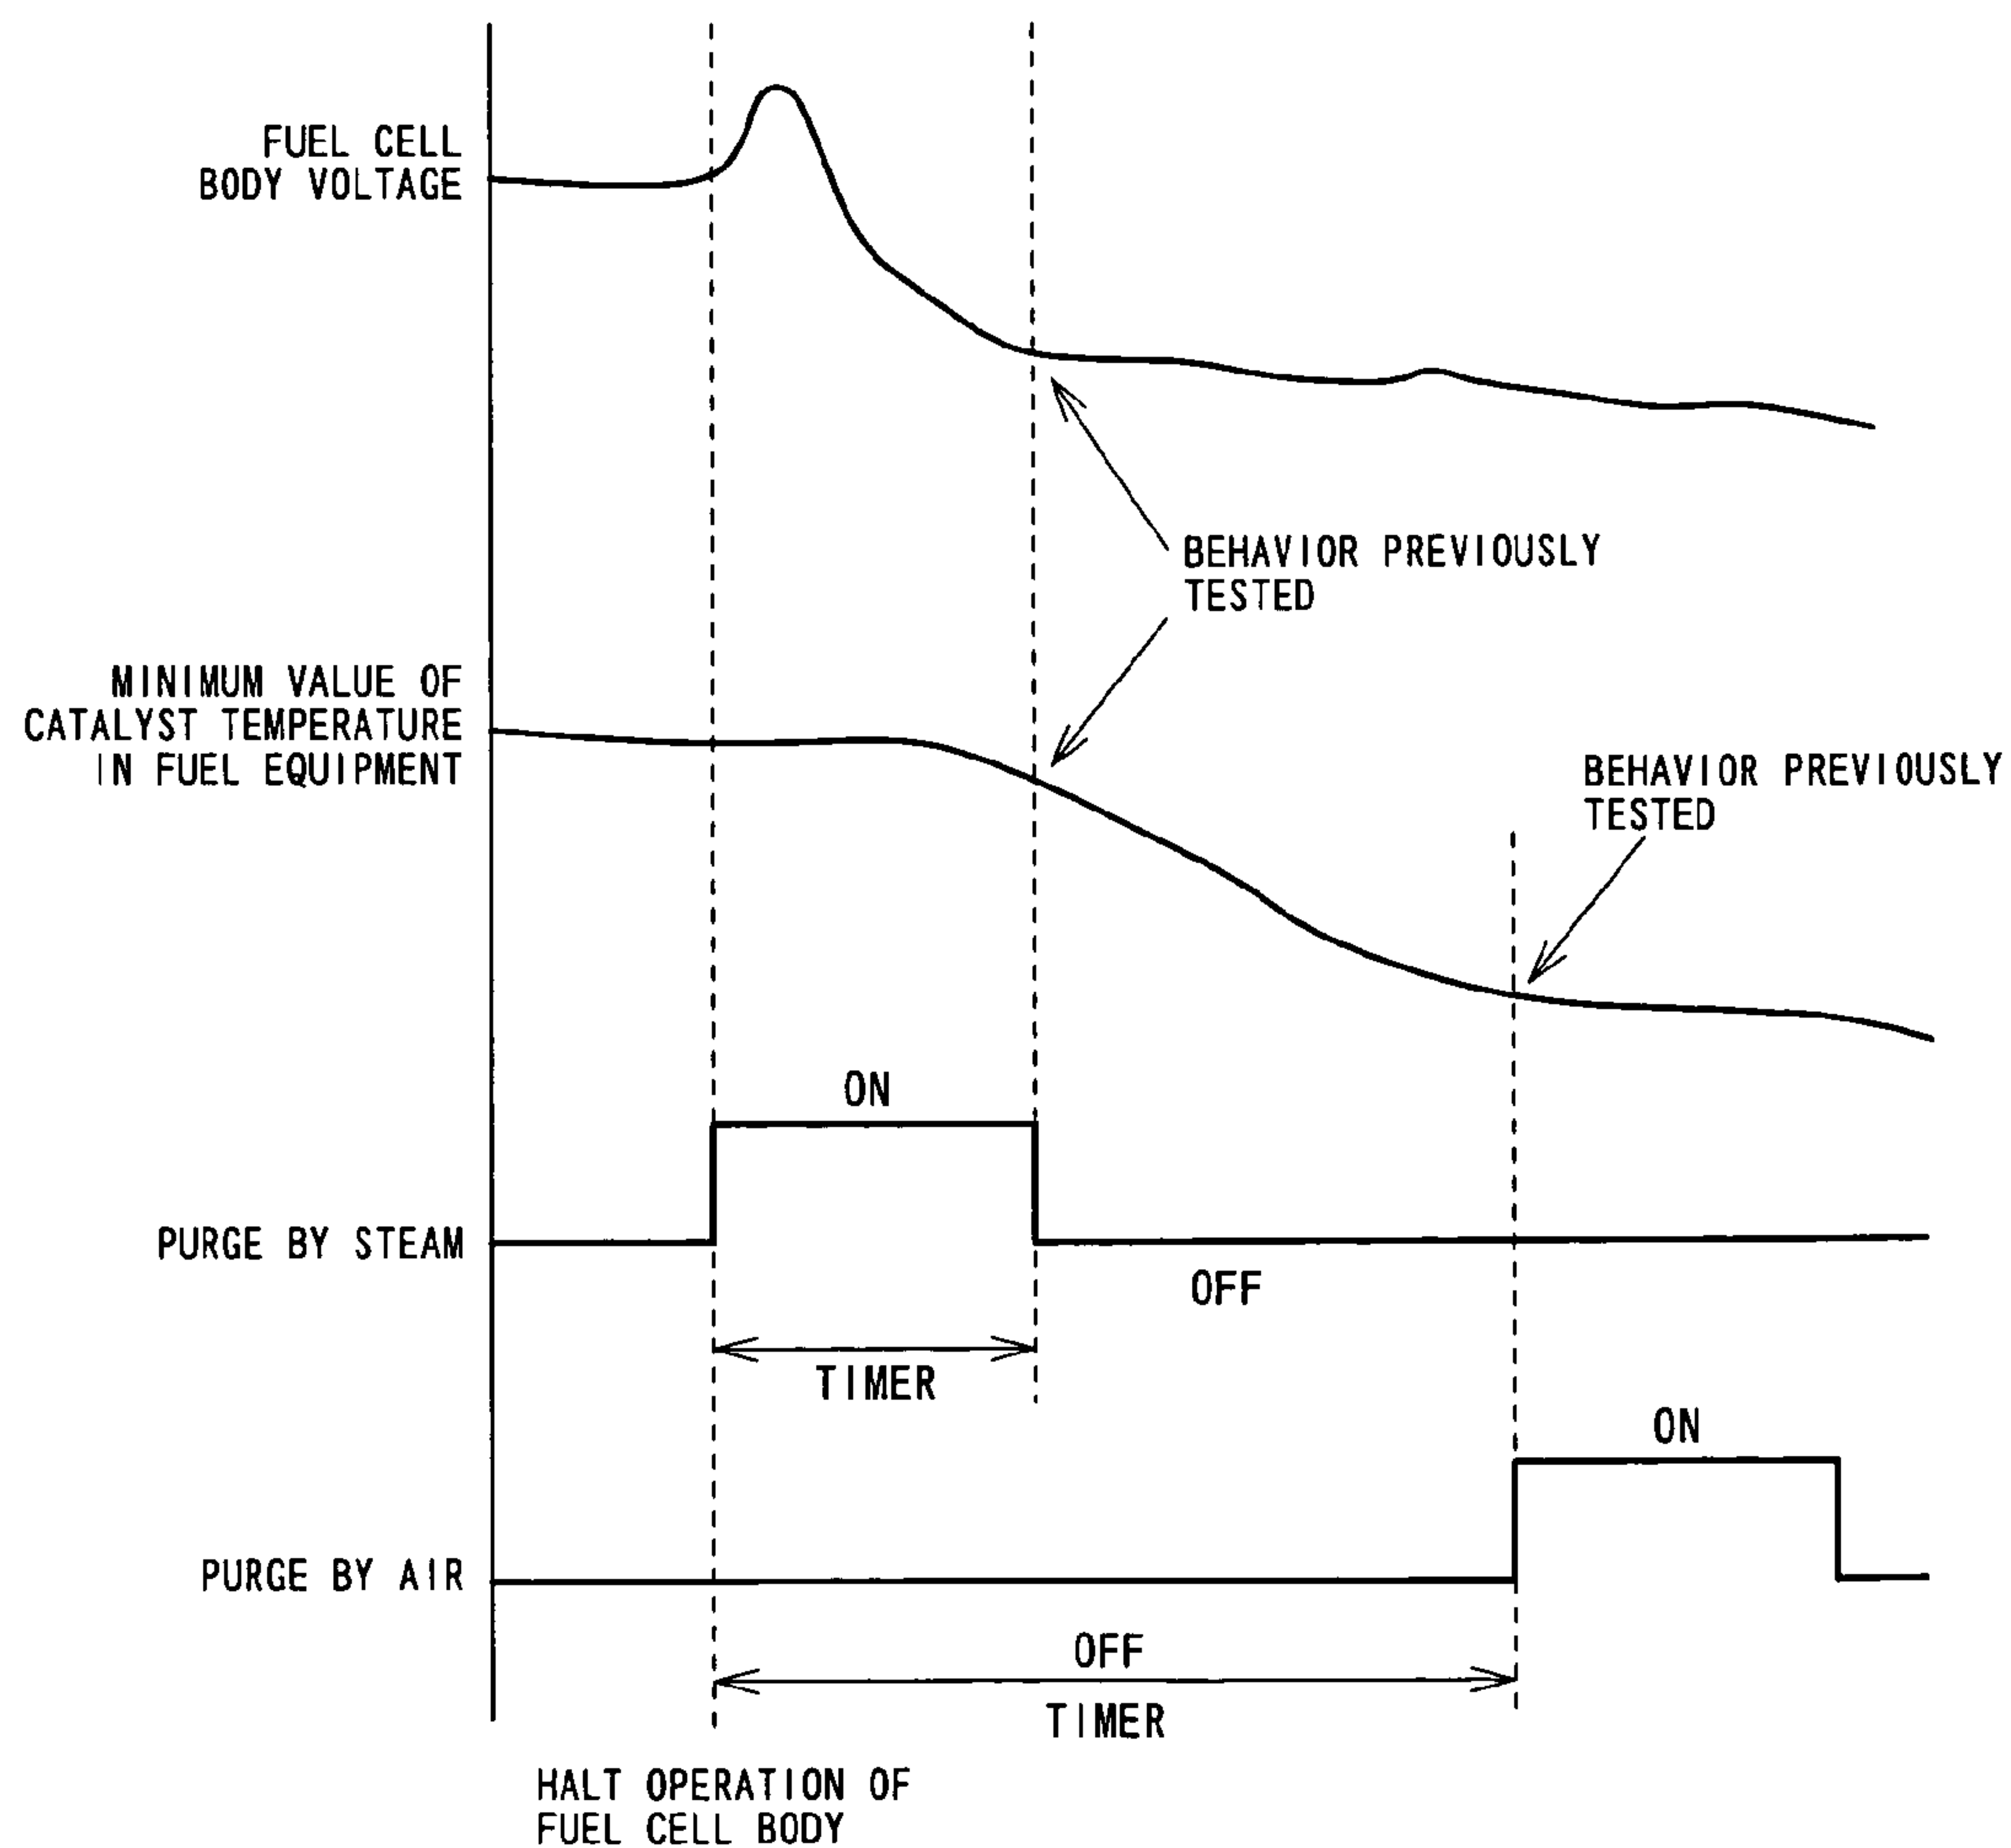 FUEL CELL
BODY VOLTAGE
BEHAVIOR PREVIOUSLY
TESTED
MINIMUM VALUE OF
CATALYST TEMPERATURE
IN FUEL EQUIPMENT
BEHAVIOR PREVIOUSLY
TESTED
ON
PURGE BY STEAM
OFF
TIMER
ON
PURGE BY AIR
OFF
TIMER
HALT OPERATION OF
FUEL CELL BODY